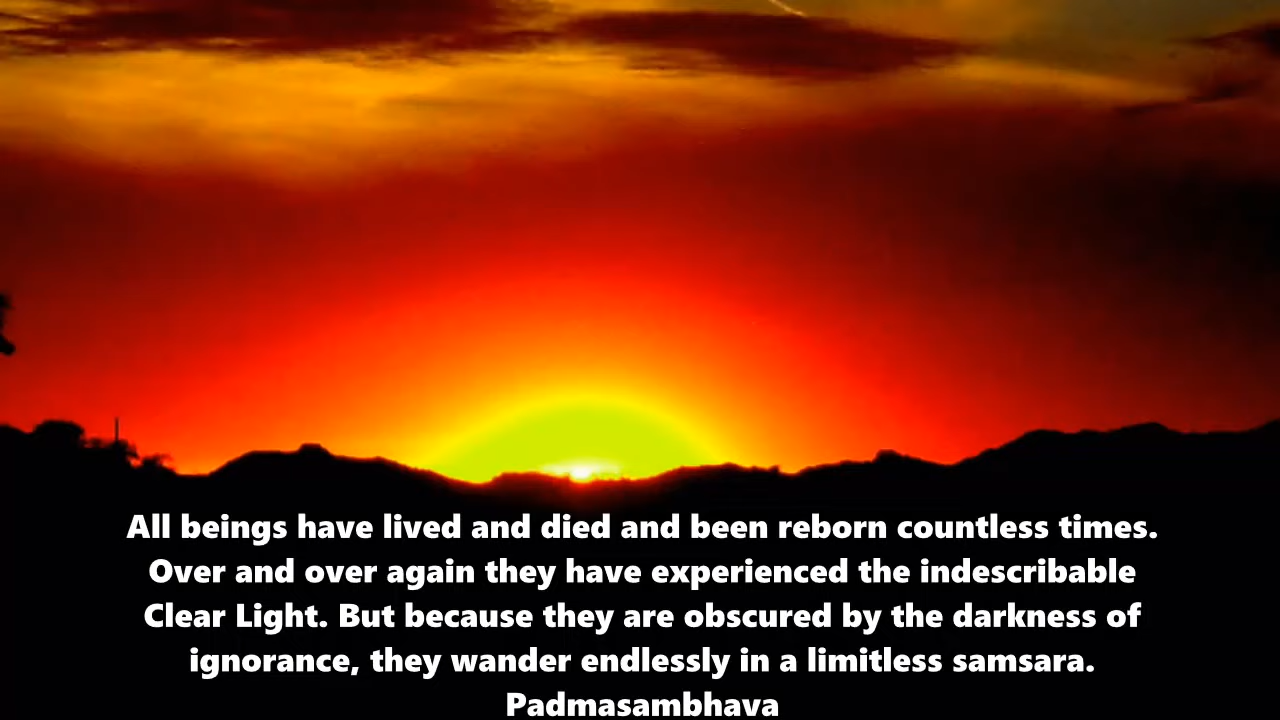 All beings have lived and died and been reborn countless times.
Over and over again they have experienced the indescribable
Clear Light. But because they are obscured by the darkness of
ignorance, they wander endlessly in a limitless samsara.
Padmasambhava